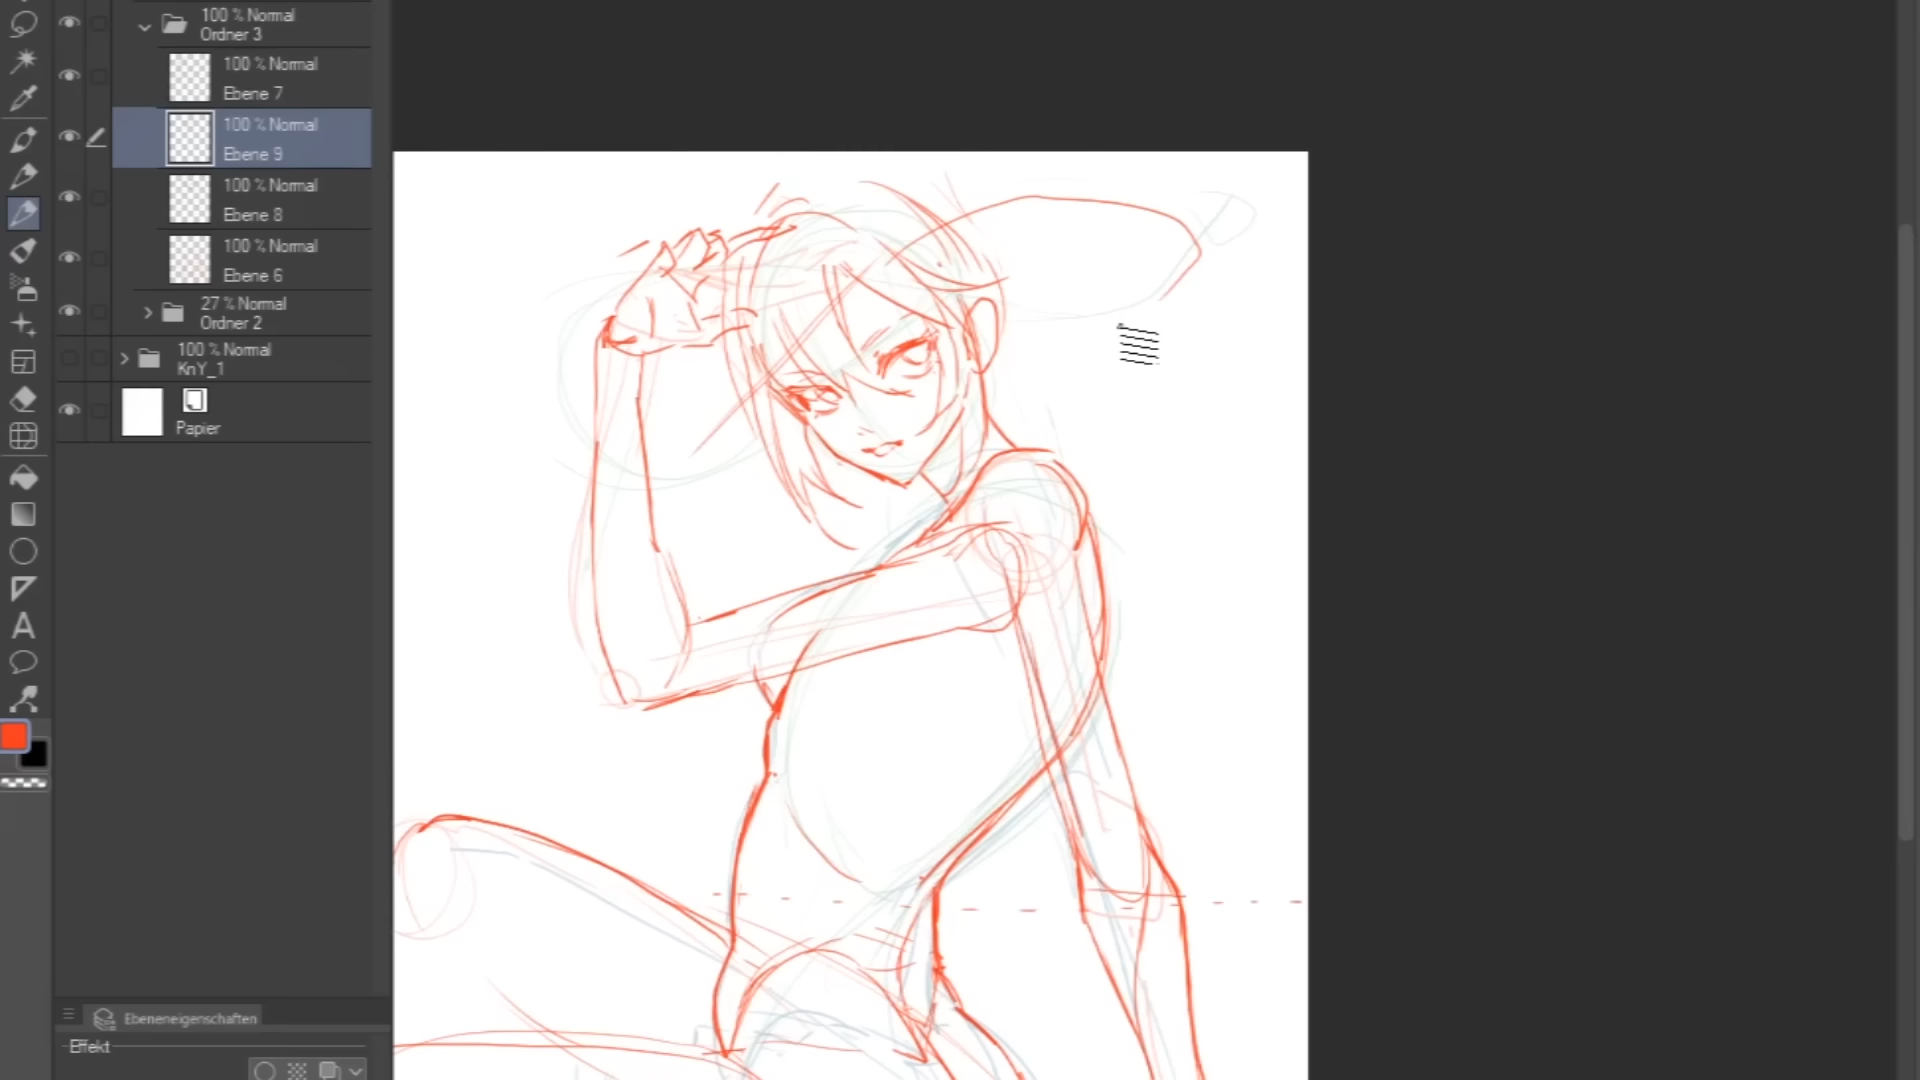 100 % Normal
Ordner 3
100 % Normal
Ebene 7
100 % Normal
Ebene 9
100 % Normal
Ebene 8
100 % Normal
Ebene 6
27 % Normal
Ordner 2
100 % Normal
KnY_1
Papier
Ebeneneigenschaften
Effekt